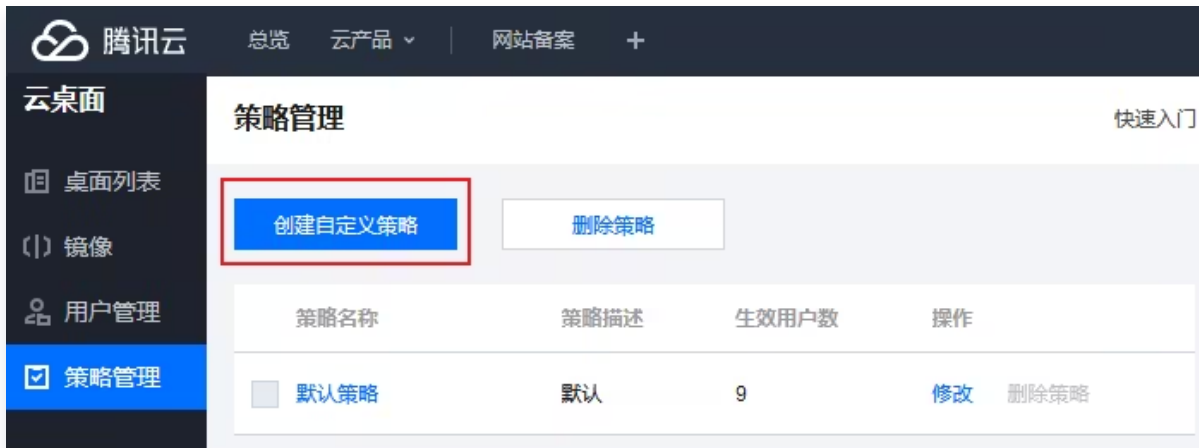 腾讯云 总览 云产品 网站备案 +
云桌面
策略管理 快速入门
桌面列表
创建自定义策略 删除策略
镜像
用户管理
策略名称 策略描述 生效用户数 操作
策略管理
默认策略 默认 9 修改 删除策略